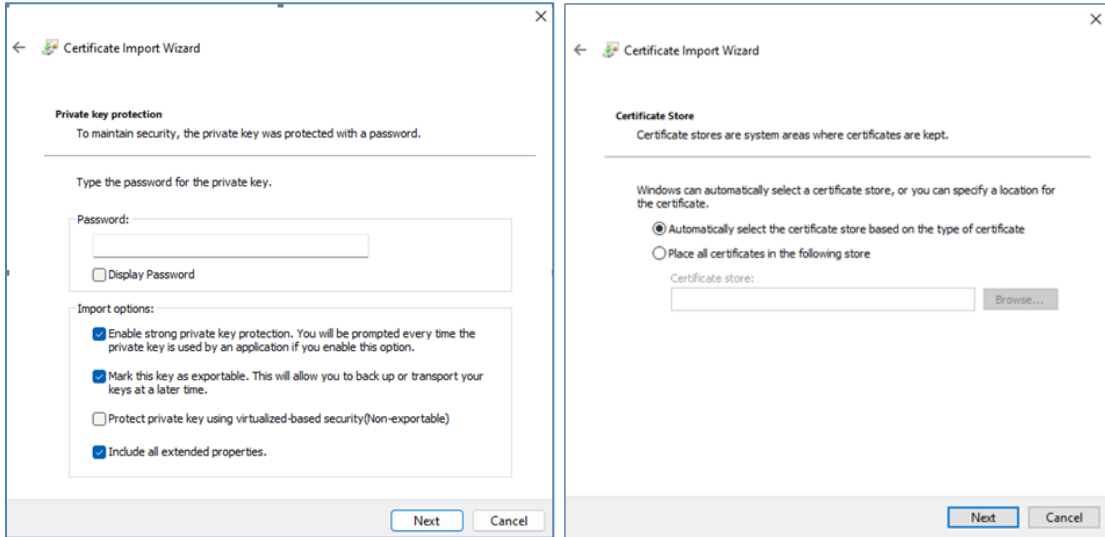 Certificate Import Wizard
Private key protection
To maintain security, the private key was protected with a password.
Type the password for the private key.
Password:
Display Password
Import options:
Enable strong private key protection. You will be prompted every time the
private key is used by an application if you enable this option.
Mark this key as exportable. This will allow you to back up or transport your
keys at a later time.
Protect private key using virtualized-based security(Non-exportable)
Include all extended properties.
Next
Cancel
Certificate Import Wizard
Certificate Store
Certificate stores are system areas where certificates are kept.
Windows can automatically select a certificate store, or you can specify a location for
the certificate.
Automatically select the certificate store based on the type of certificate
Place all certificates in the following store
Certificate store:
Browse...
Next
Cancel